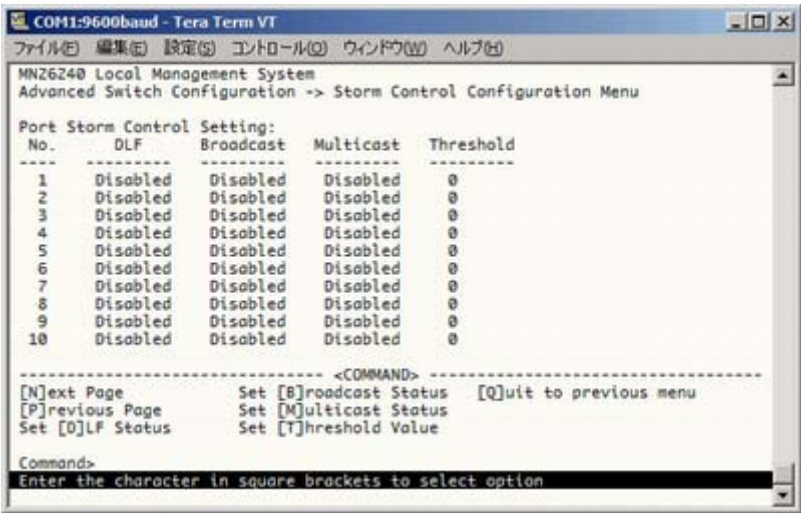 COM1:9600baud - Tera Term VT
ファイル(F) 編集(E) 設定(S) コントロール(O) ウィンドウ(W) ヘルプ(H)
MN26240 Local Management System
Advanced Switch Configuration -> Storm Control Configuration Menu
Port Storm Control Setting:
No. DLF Broadcast Multicast Threshold
---- --------- --------- --------- ---------
1 Disabled Disabled Disabled 0
2 Disabled Disabled Disabled 0
3 Disabled Disabled Disabled 0
4 Disabled Disabled Disabled 0
5 Disabled Disabled Disabled 0
6 Disabled Disabled Disabled 0
7 Disabled Disabled Disabled 0
8 Disabled Disabled Disabled 0
9 Disabled Disabled Disabled 0
10 Disabled Disabled Disabled 0
-------------------------------- <COMMAND> -----------------------------------
[N]ext Page Set [B]roadcast Status [Q]uit to previous menu
[P]revious Page Set [M]ulticast Status
Set [D]LF Status Set [T]hreshold Value
Command>
Enter the character in square brackets to select option